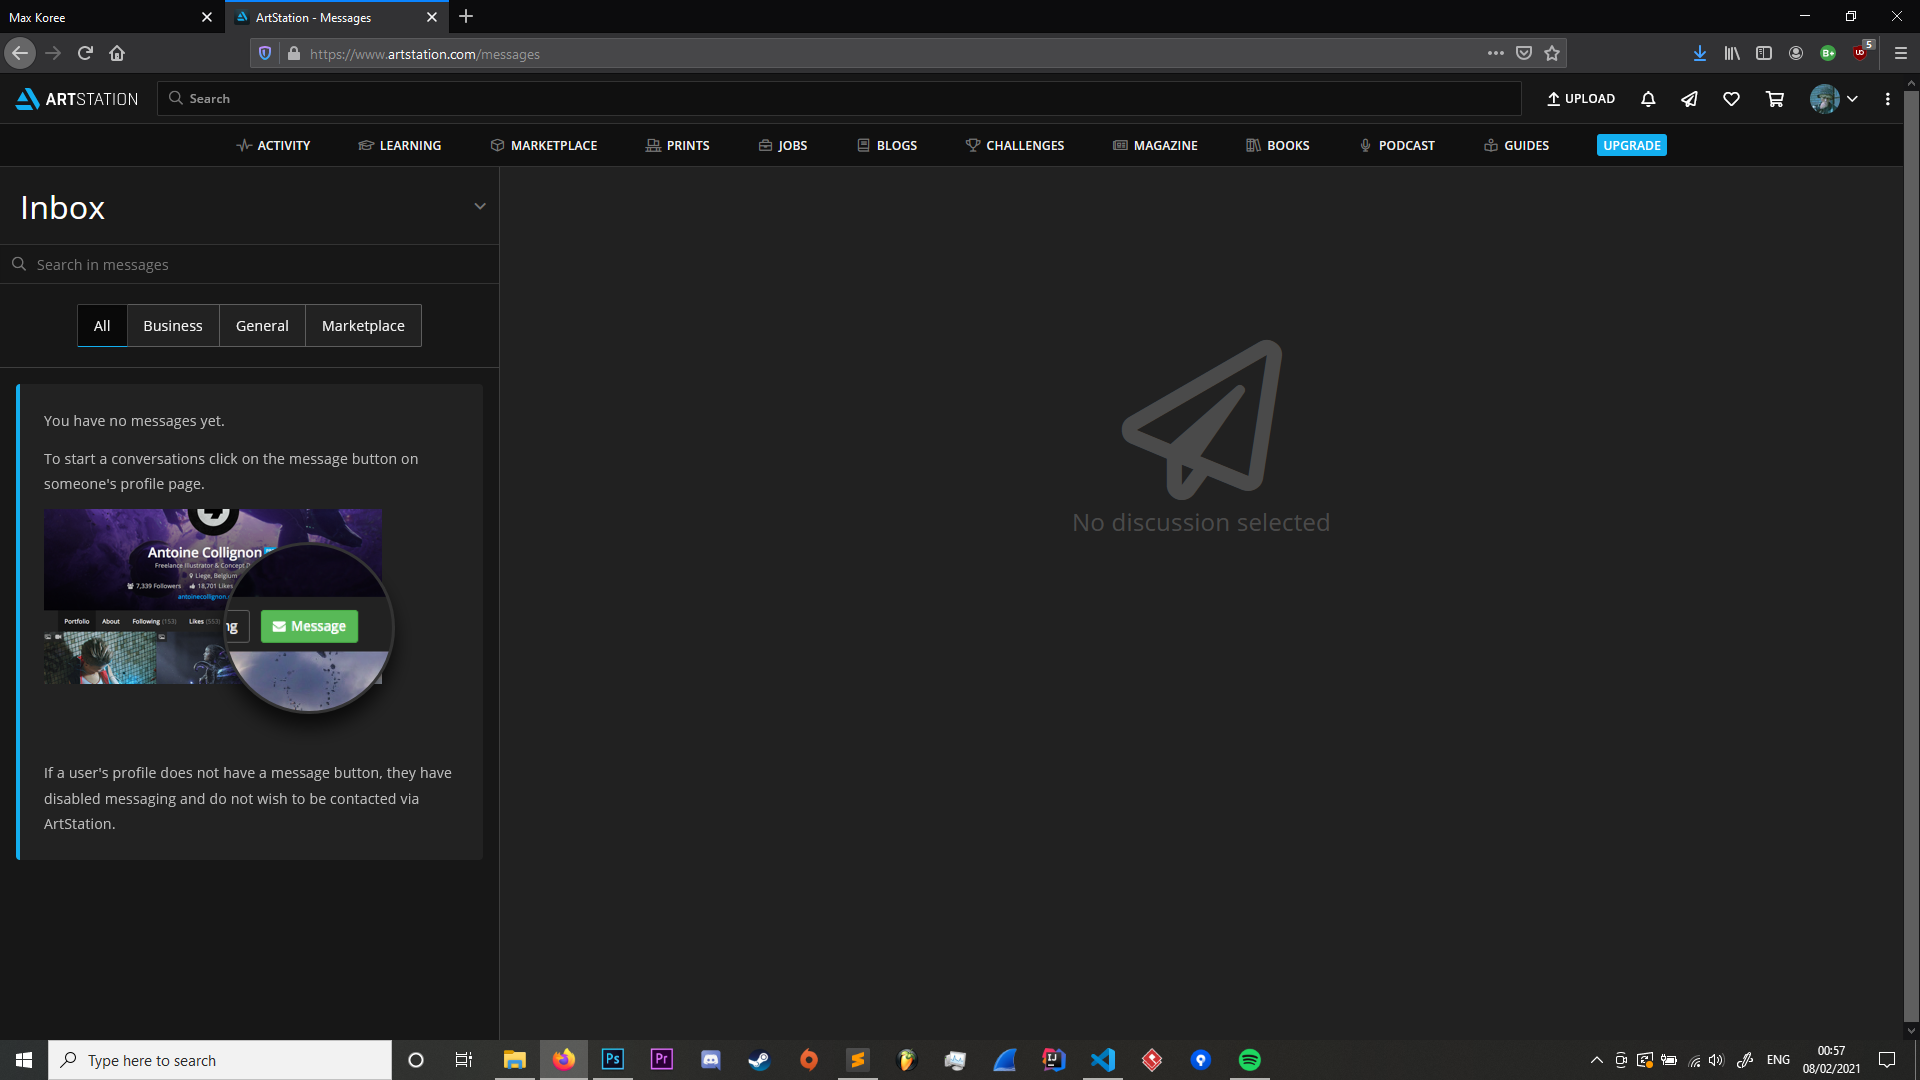 Max Koree
ArtStation - Messages
https://www.artstation.com/messages
5
ARTSTATION
Search
UPLOAD
ACTIVITY
LEARNING
MARKETPLACE
PRINTS
JOBS
BLOGS
CHALLENGES
MAGAZINE
BOOKS
PODCAST
GUIDES
UPGRADE
Inbox
Search in messages
All
Business
General
Marketplace
You have no messages yet.
To start a conversations click on the message button on
someone's profile page.
Antoine Collignon
Freelance Illustrator & Concept
Liege, Belgium
7,339 Followers
18,701 Likes
antoinecollignon.
Portfolio
About
Following (153)
Likes (553)
ng
Message
If a user's profile does not have a message button, they have
disabled messaging and do not wish to be contacted via
ArtStation.
No discussion selected
Type here to search
Ps
Pr
ENG
00:57
08/02/2021